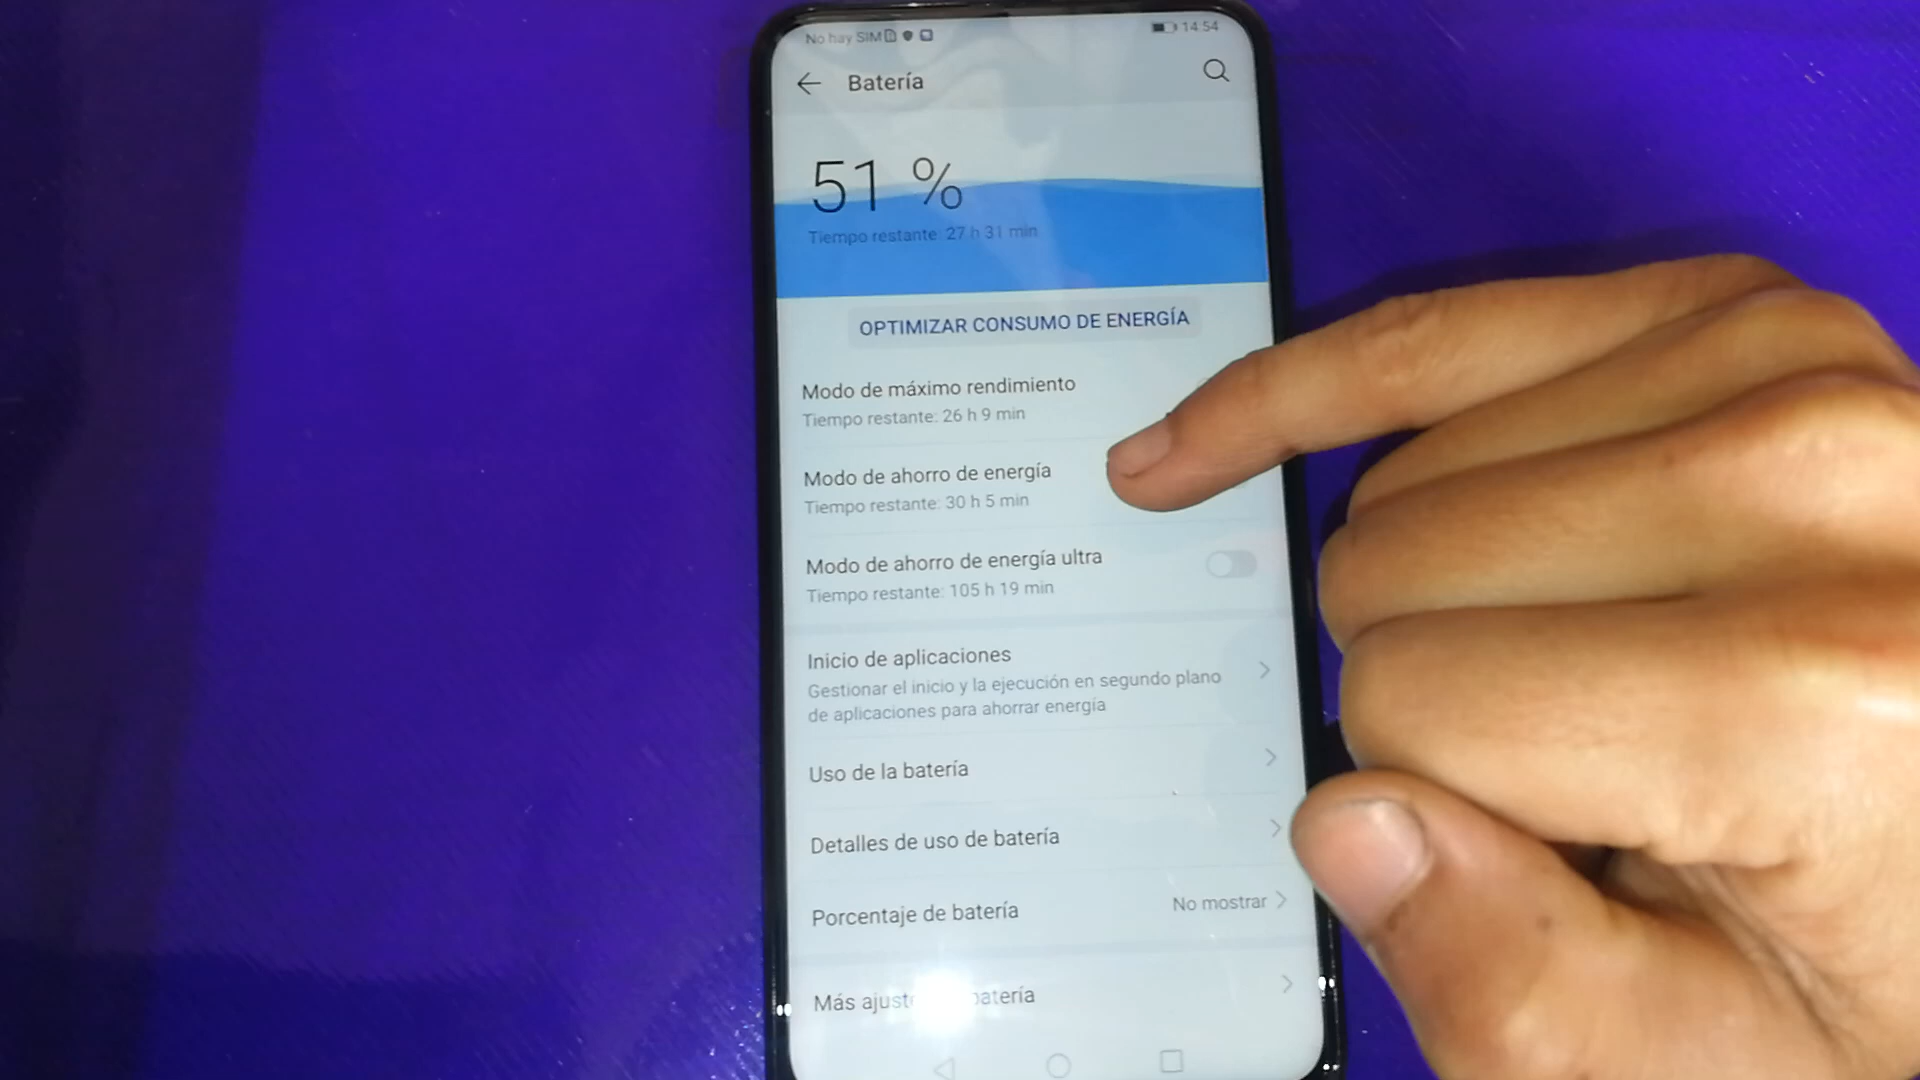 No hay SIM 14:54
Batería
51 %
Tiempo restante: 27 h 31 min
OPTIMIZAR CONSUMO DE ENERGÍA
Modo de máximo rendimiento
Tiempo restante: 26 h 9 min
Modo de ahorro de energía
Tiempo restante: 30 h 5 min
Modo de ahorro de energía ultra
Tiempo restante: 105 h 19 min
Inicio de aplicaciones
Gestionar el inicio y la ejecución en segundo plano
de aplicaciones para ahorrar energía
Uso de la batería
Detalles de uso de batería
Porcentaje de batería No mostrar
Más batería